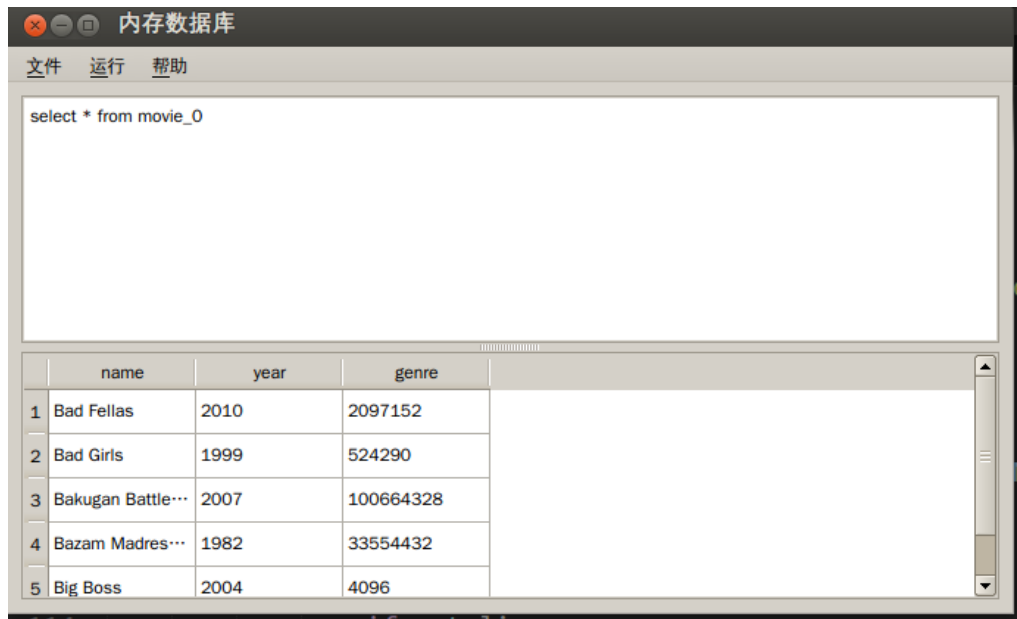 内存数据库
文件 运行 帮助
select * from movie_0
name year genre
1 Bad Fellas 2010 2097152
2 Bad Girls 1999 524290
3 Bakugan Battle··· 2007 100664328
4 Bazam Madres··· 1982 33554432
5 Big Boss 2004 4096